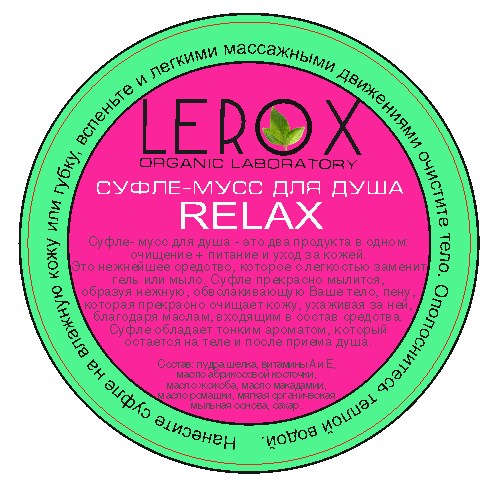 LEROX
ORGANIC LABORATORY
СУФЛЕ-МУСС ДЛЯ ДУША
RELAX
Суфле- мусс для душа - это два продукта в одном:
очищение + питание и уход за кожей.
Это нежнейшее средство, которое с легкостью заменит
гель или мыло. Суфле прекрасно мылится,
образуя нежную, обволакивающую Ваше тело, пену,
которая прекрасно очищает кожу, ухаживая за ней,
благодаря маслам, входящим в состав средства.
Суфле обладает тонким ароматом, который
остается на теле и после приема душа.
Состав: пудра шелка, витамины А и Е,
масло абрикосовой косточки,
масло жожоба, масло макадамии,
масло ромашки, мягкая органическая
мыльная основа, сахар.
Нанесите суфле на влажную кожу или губку, вспеньте и легкими массажными движениями очистите тело. Ополоснитесь теплой водой.